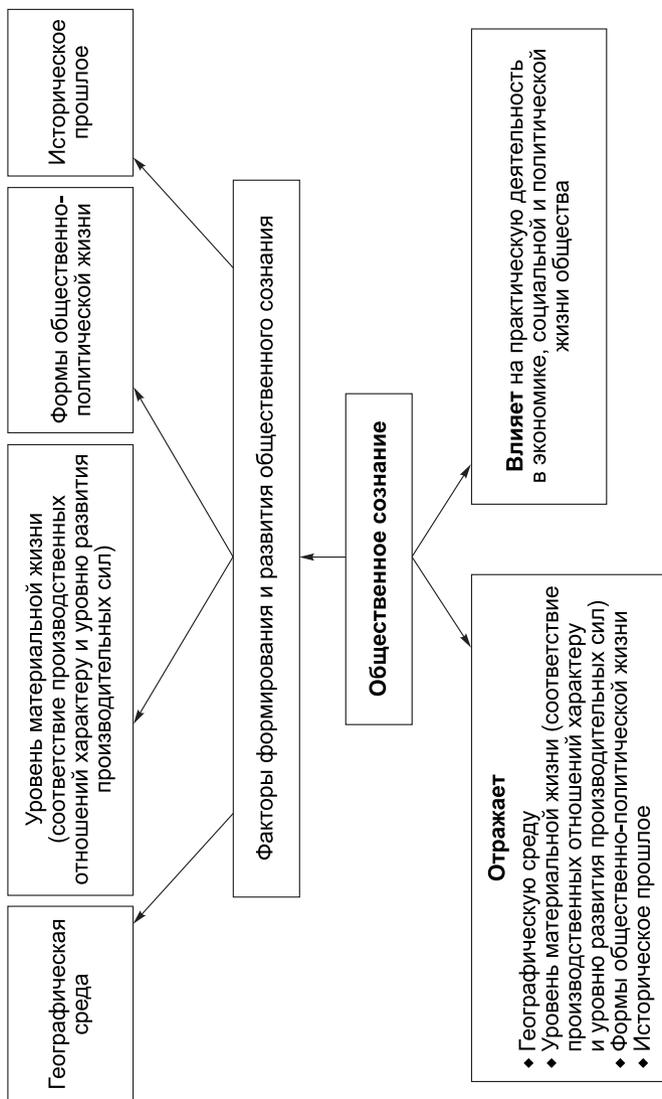 Географическая
среда
Уровень материальной жизни
(соответствие производственных
отношений характеру и уровню развития
производительных сил)
Формы общественно-
политической жизни
Историческое
прошлое
Факторы формирования и развития общественного сознания
Общественное сознание
Отражает
◆ Географическую среду
◆ Уровень материальной жизни (соответствие
производственных отношений характеру
и уровню развития производительных сил)
◆ Формы общественно-политической жизни
◆ Историческое прошлое
Влияет на практическую деятельность
в экономике, социальной и политической
жизни общества